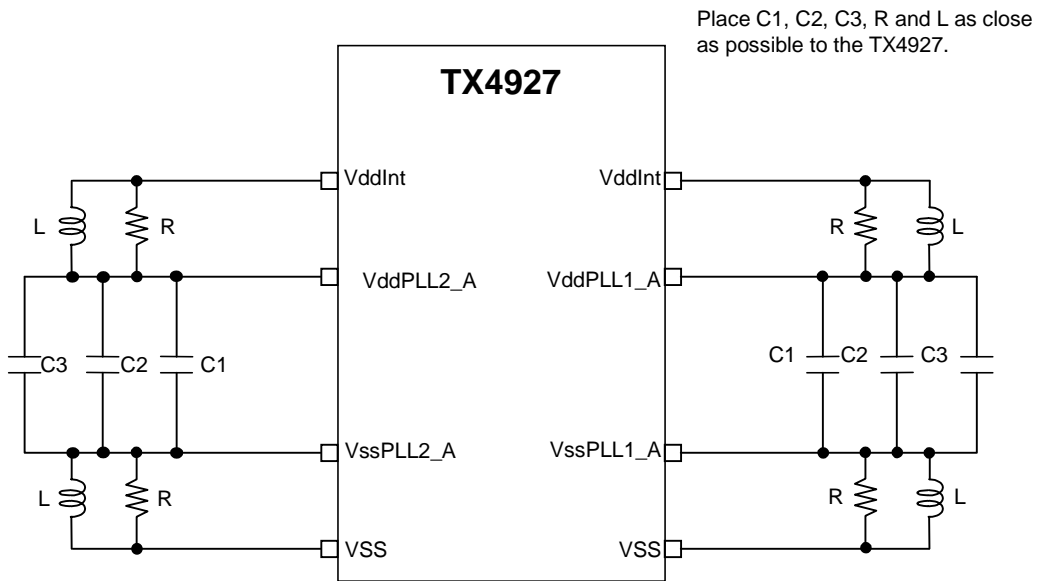 Place C1, C2, C3, R and L as close
as possible to the TX4927.
TX4927
VddInt
VddInt
L
R
R
L
VddPLL2_A
VddPLL1_A
C3
C2
C1
C1
C2
C3
VssPLL2_A
VssPLL1_A
L
R
R
L
VSS
VSS